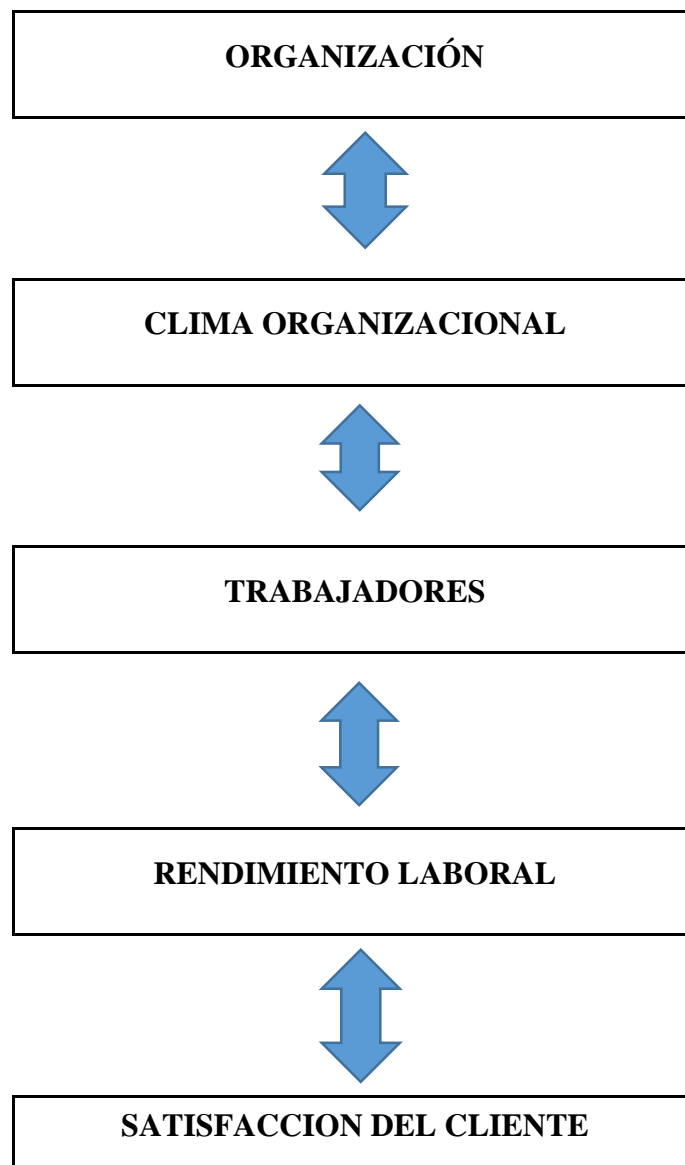 ORGANIZACIÓN
CLIMA ORGANIZACIONAL
TRABAJADORES
RENDIMIENTO LABORAL
SATISFACCION DEL CLIENTE